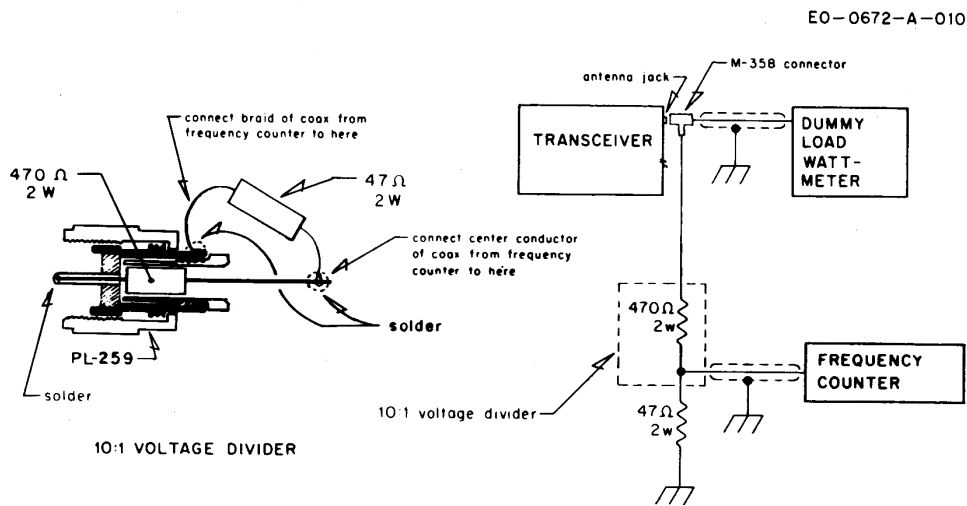 EO-0672-A-010
M-358 connector
antenna jack
connect braid of coax from
frequency counter to here
TRANSCEIVER
DUMMY
LOAD
WATT-
METER
470 Ω
2 W
47 Ω
2 W
connect center conductor
of coax from frequency
counter to here
solder
PL-259
solder
10:1 VOLTAGE DIVIDER
470Ω
2w
FREQUENCY
COUNTER
10:1 voltage divider
47Ω
2w